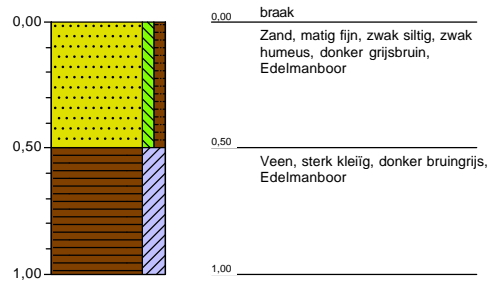 braak
0,00
0,00
Zand, matig fijn, zwak siltig, zwak
humeus, donker grijsbruin,
Edelmanboor
0,50
0,50
Veen, sterk kleiïg, donker bruingrijs,
Edelmanboor
1,00
1,00